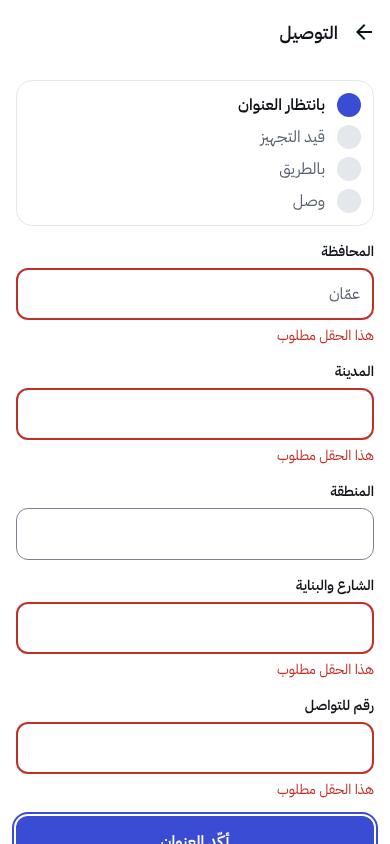 التوصيل
بانتظار العنوان
قيد التجهيز
بالطريق
وصل
المحافظة
عمّان
هذا الحقل مطلوب
المدينة
هذا الحقل مطلوب
المنطقة
الشارع والبناية
هذا الحقل مطلوب
رقم للتواصل
هذا الحقل مطلوب
أكّد العنوان